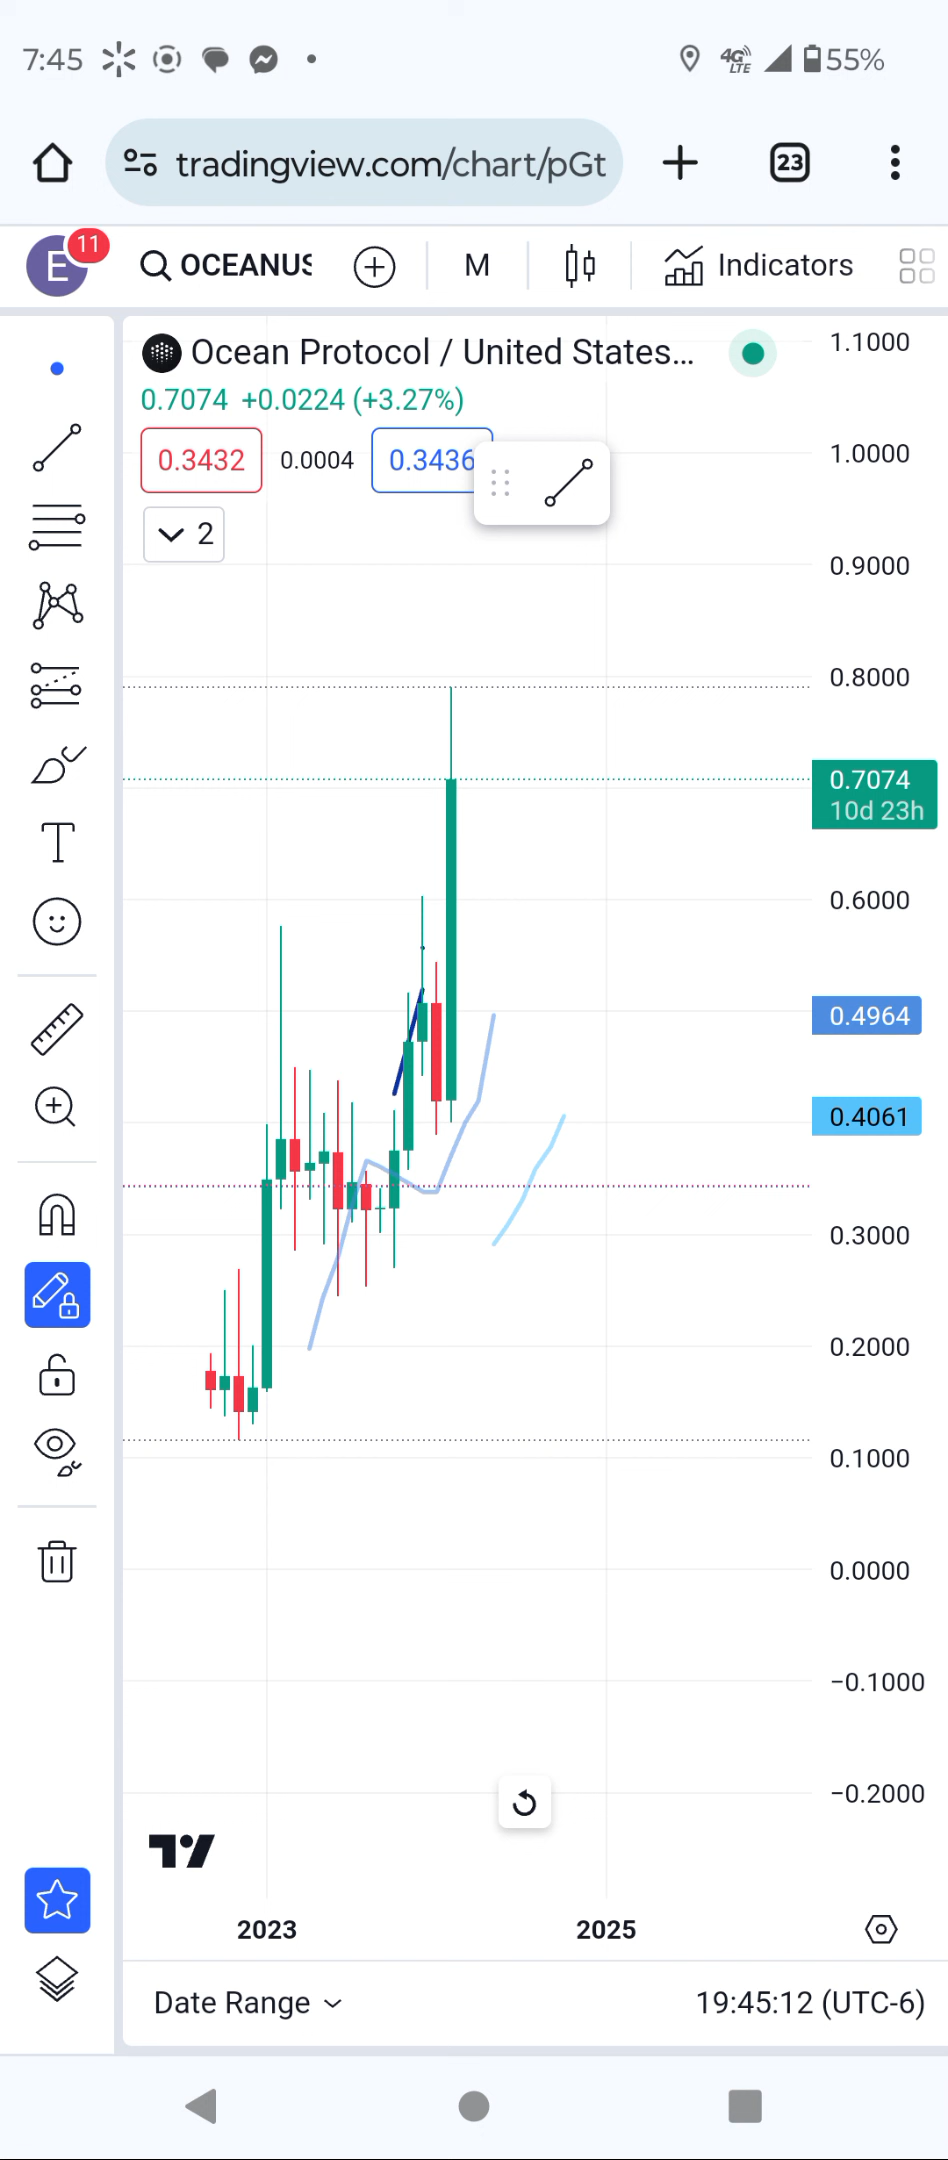 7:45
4G LTE 55%
tradingview.com/chart/pGt
23
E 11 OCEANUS M Indicators
Ocean Protocol / United States...
0.7074 +0.0224 (+3.27%)
0.3432 0.0004 0.3436
2
1.1000
1.0000
0.9000
0.8000
0.7074
10d 23h
0.6000
0.4964
0.4061
0.3000
0.2000
0.1000
0.0000
−0.1000
−0.2000
2023 2025
Date Range 19:45:12 (UTC-6)